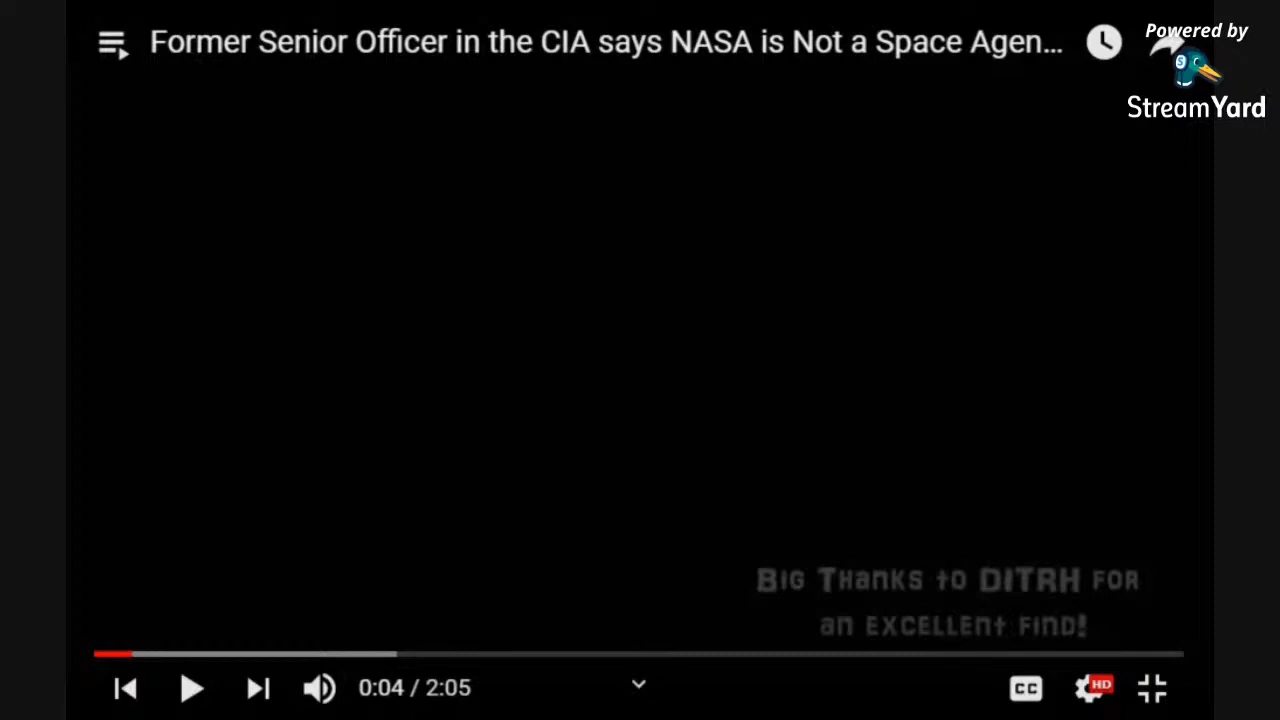 Former Senior Officer in the CIA says NASA is Not a Space Agen...
Powered by
S
StreamYard
BIG THANKS TO DITRH FOR
AN EXCELLENT FIND!
0:04 / 2:05
CC
HD